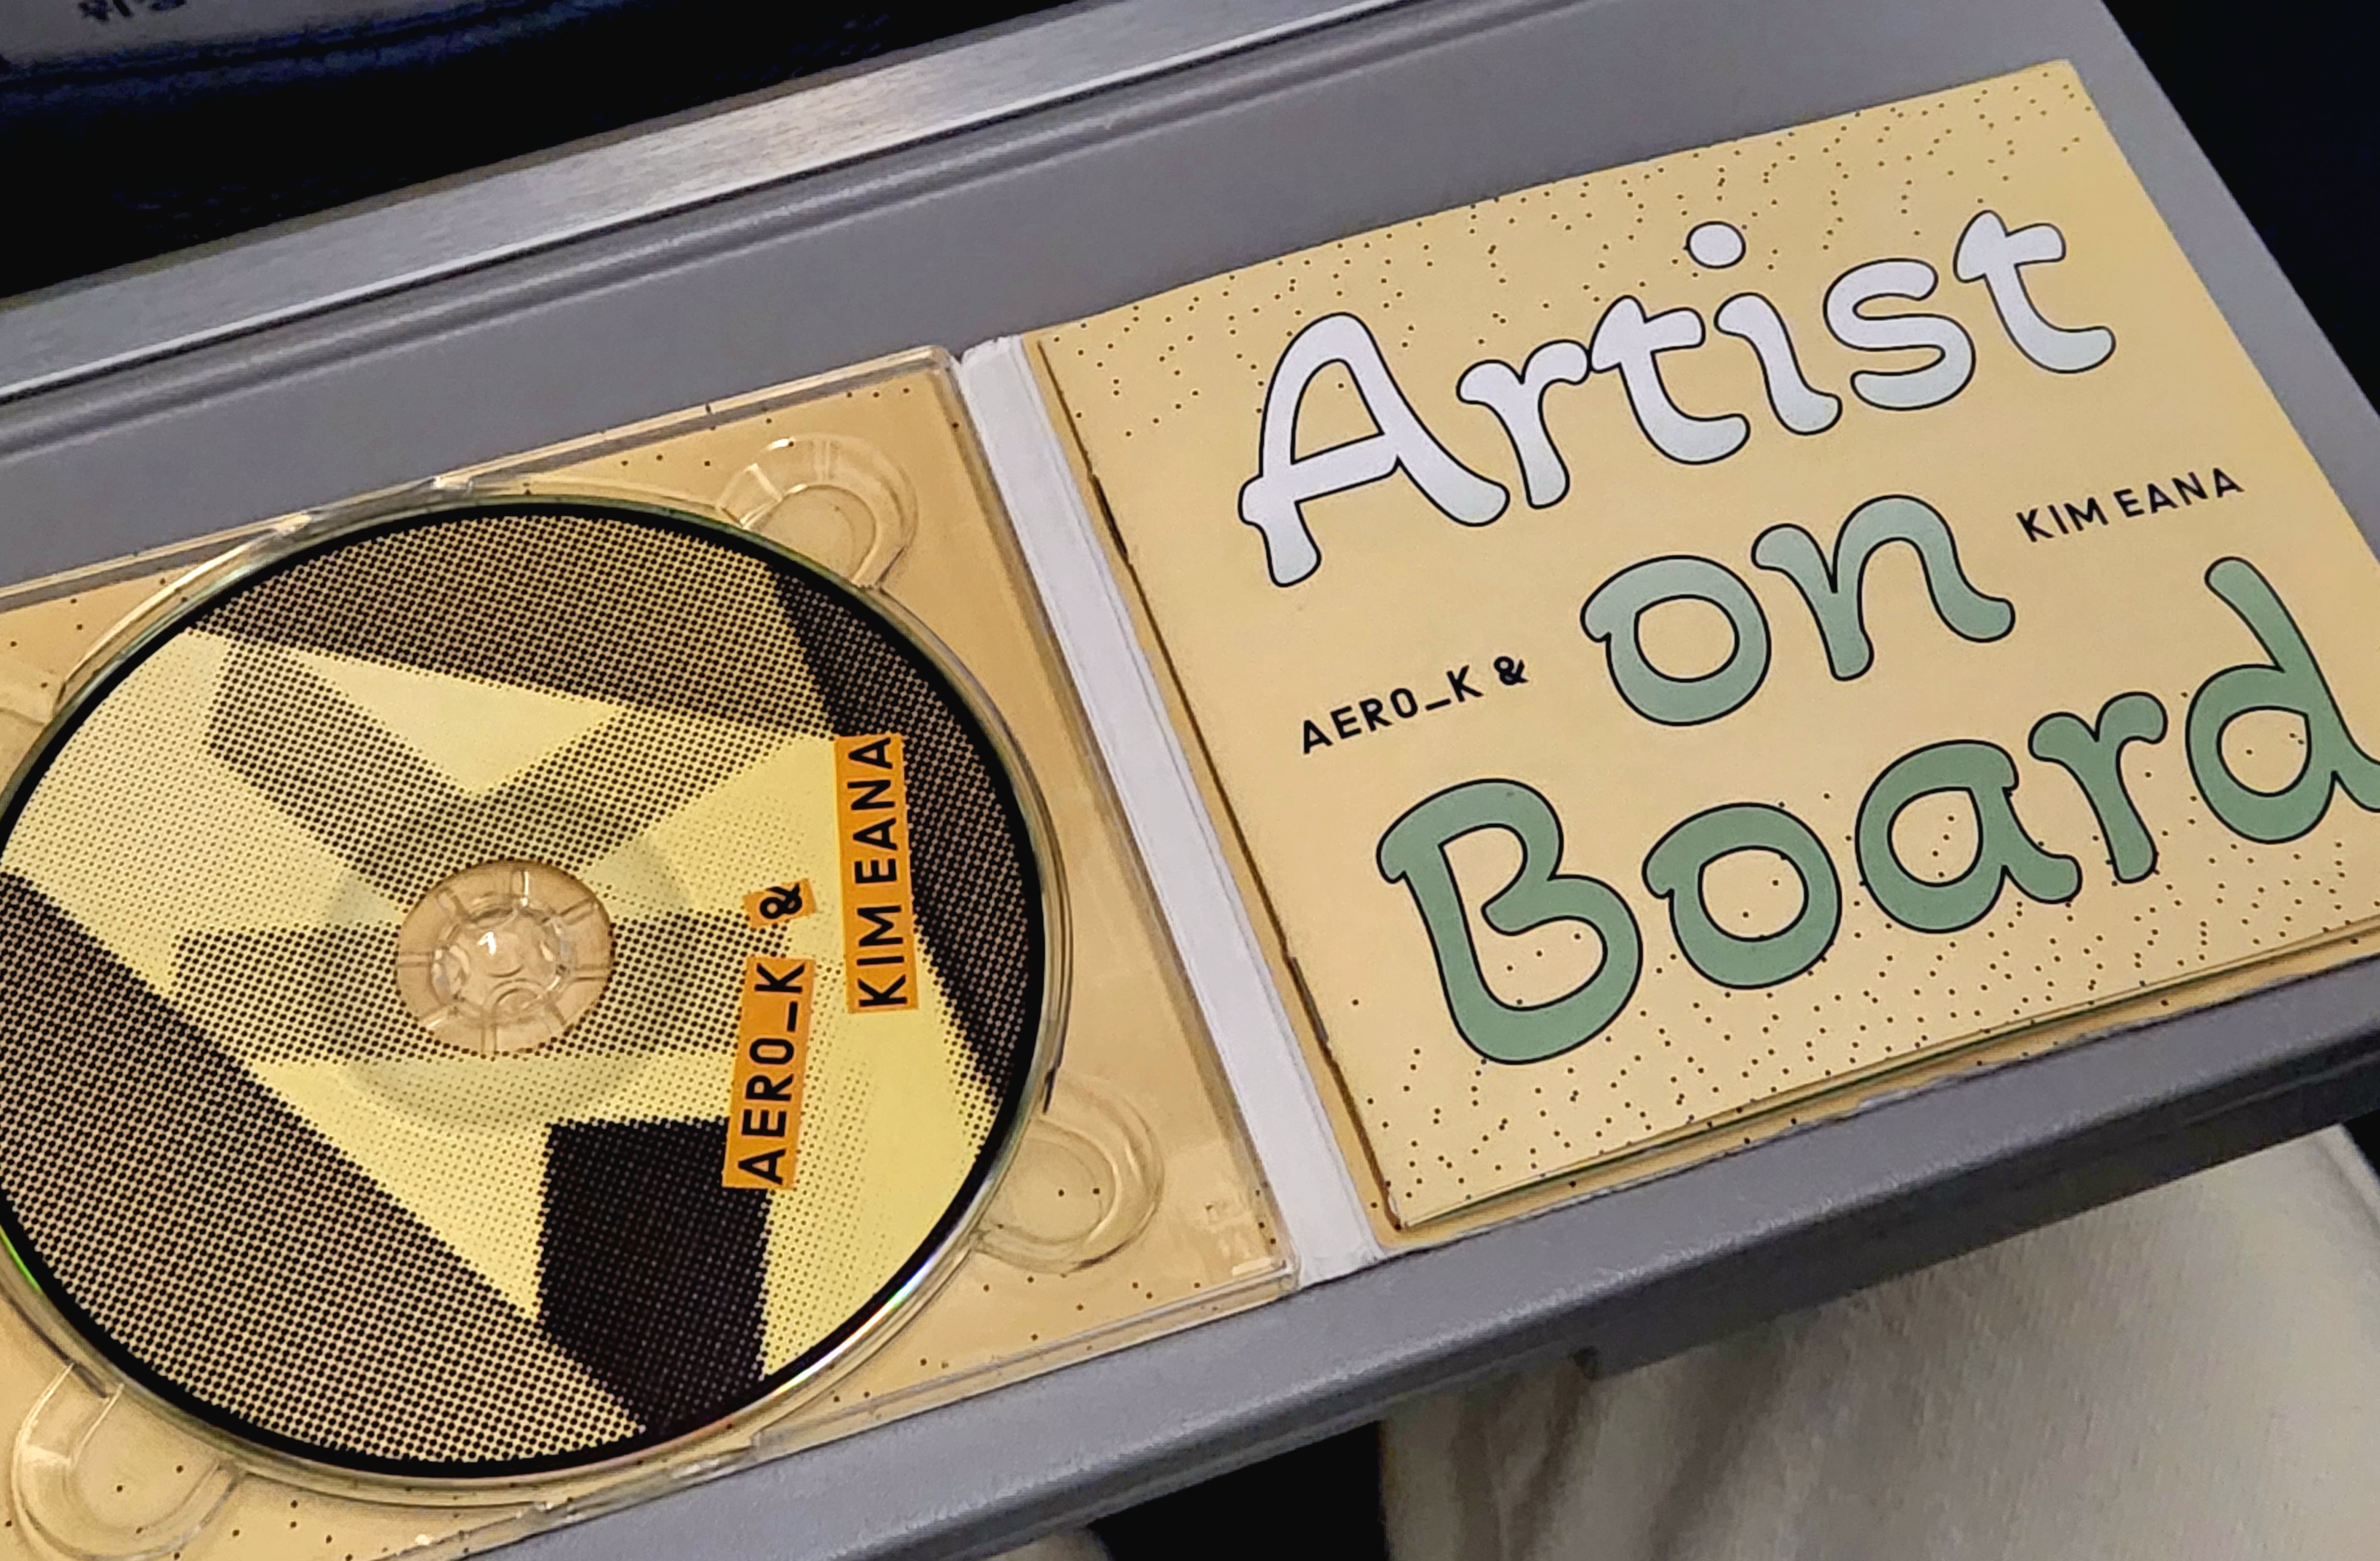 AERO_K &
KIM EANA
Artist
on
AERO_K &
KIM EANA
Board